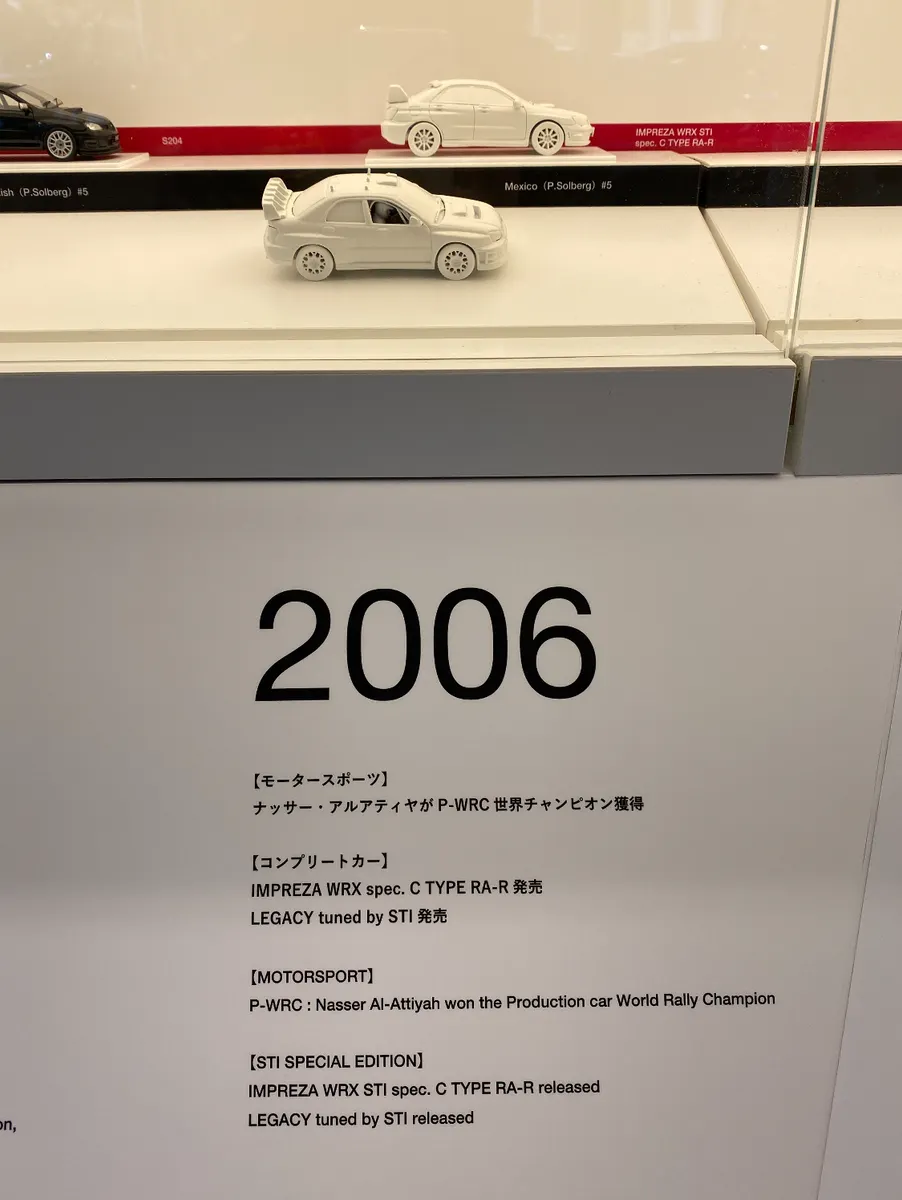 S204
IMPREZA WRX STI
spec. C TYPE RA-R
(P.Solberg) #5
Mexico (P.Solberg) #5
2006
【モータースポーツ】
ナッサー・アルアティヤが P-WRC 世界チャンピオン獲得
【コンプリートカー】
IMPREZA WRX spec. C TYPE RA-R 発売
LEGACY tuned by STI 発売
【MOTORSPORT】
P-WRC : Nasser Al-Attiyah won the Production car World Rally Champion
【STI SPECIAL EDITION】
IMPREZA WRX STI spec. C TYPE RA-R released
LEGACY tuned by STI released